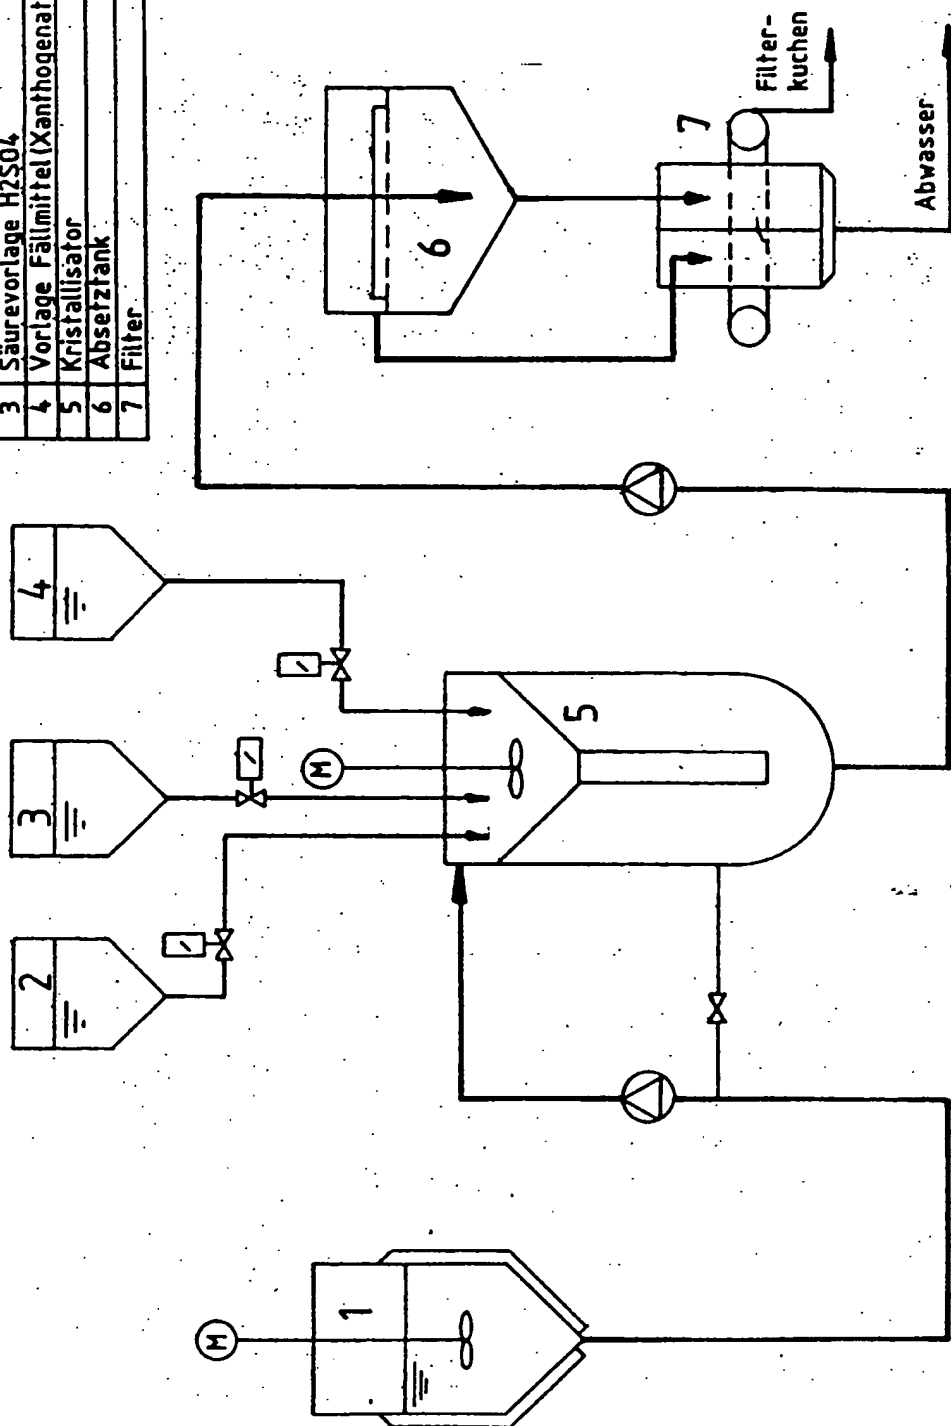 3 Säurevorlage H2SO4
4 Vorlage Fällmittel (Xanthogenat
5 Kristallisator
6 Absetztank
7 Filter
1
M
2
3
4
M
5
6
7
Filter-
kuchen
Abwasser